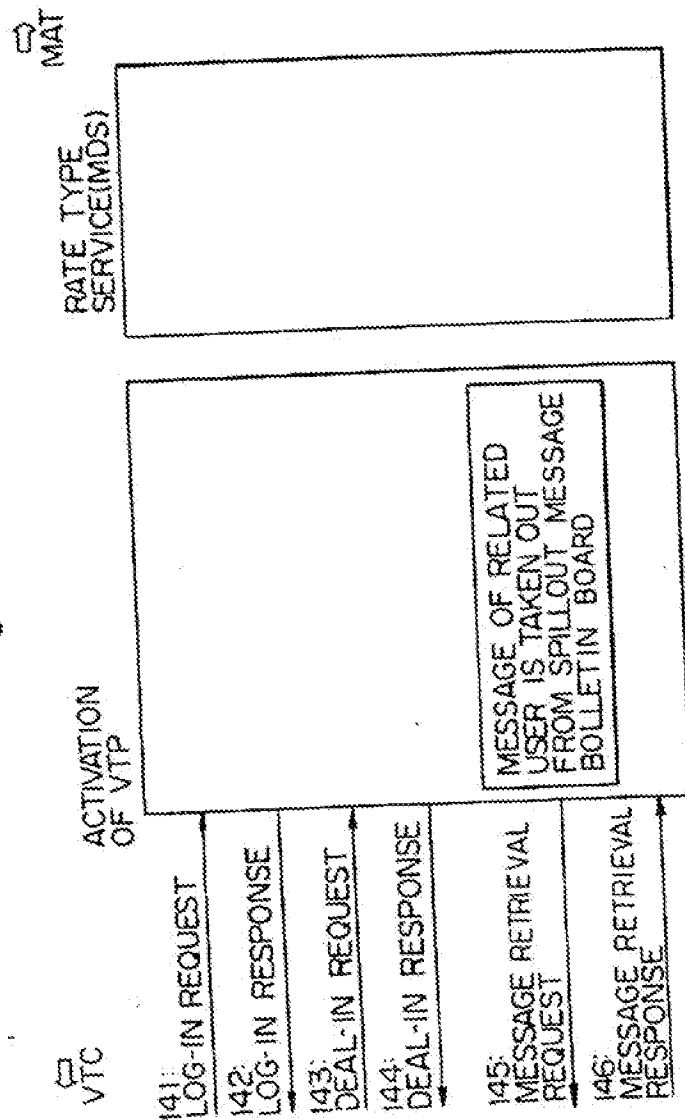 VTC
ACTIVATION
OF VTP
RATE TYPE
SERVICE(MDS)
MAT
141:
LOG-IN REQUEST
142:
LOG-IN RESPONSE
143:
DEAL-IN REQUEST
144:
DEAL-IN RESPONSE
145:
MESSAGE RETRIEVAL
REQUEST
146:
MESSAGE RETRIEVAL
RESPONSE
MESSAGE OF RELATED
USER IS TAKEN OUT
FROM SPILLOUT MESSAGE
BOLLETIN BOARD